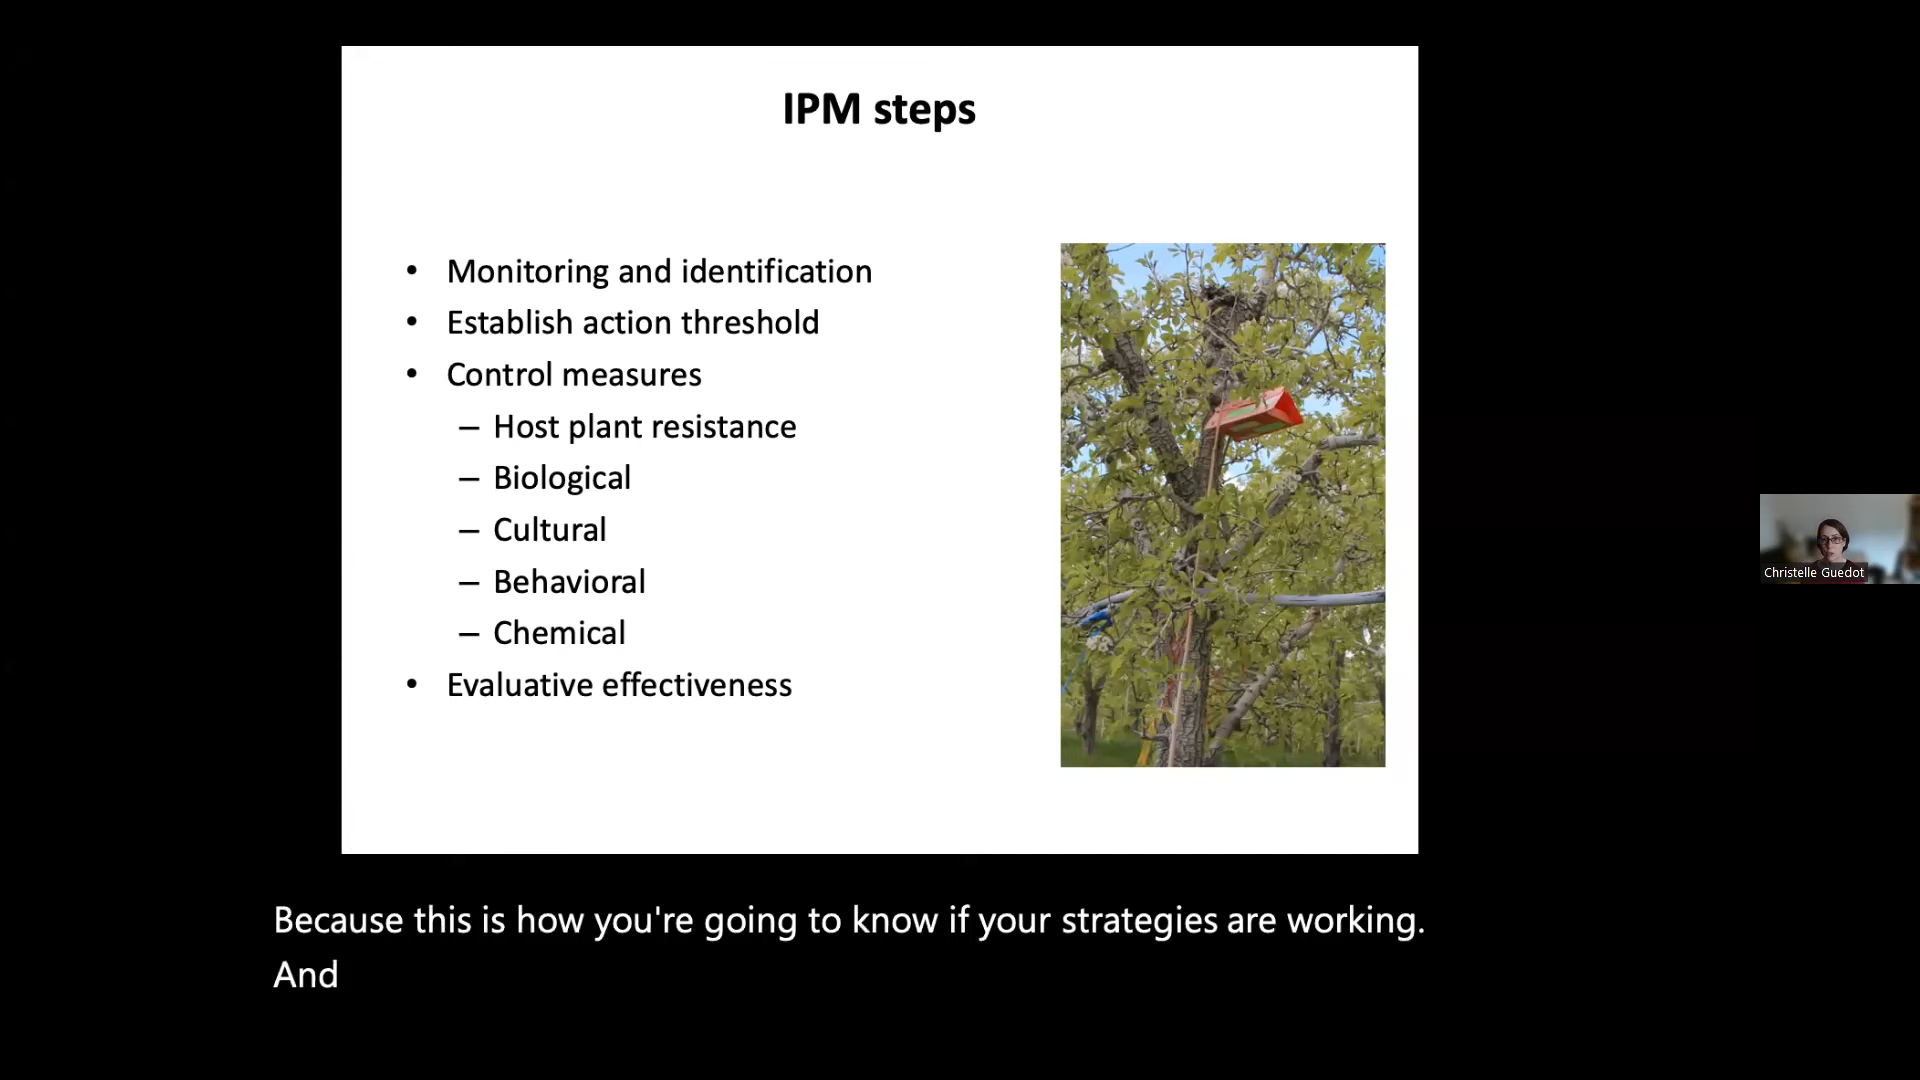 IPM steps
• Monitoring and identification
• Establish action threshold
• Control measures
– Host plant resistance
– Biological
– Cultural
– Behavioral
– Chemical
• Evaluative effectiveness
Christelle Guedot
Because this is how you're going to know if your strategies are working.
And